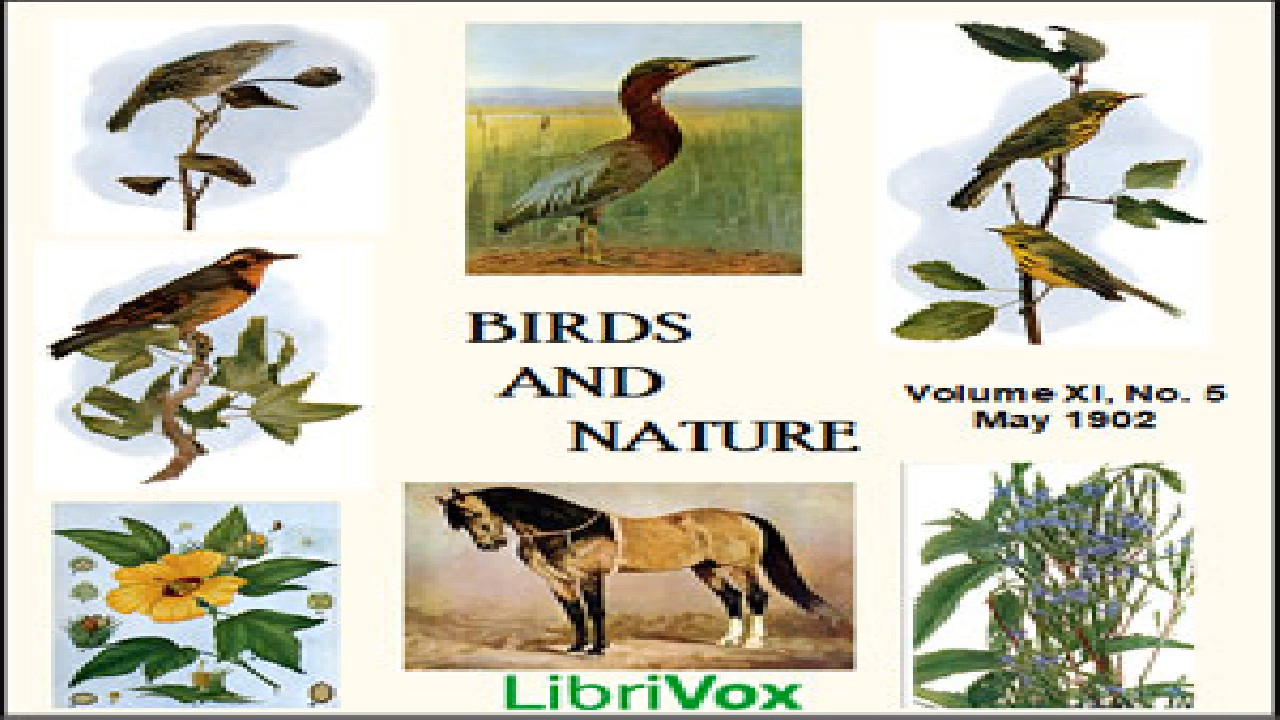 BIRDS
AND
NATURE
Volume XI, No. 5
May 1902
LibriVox